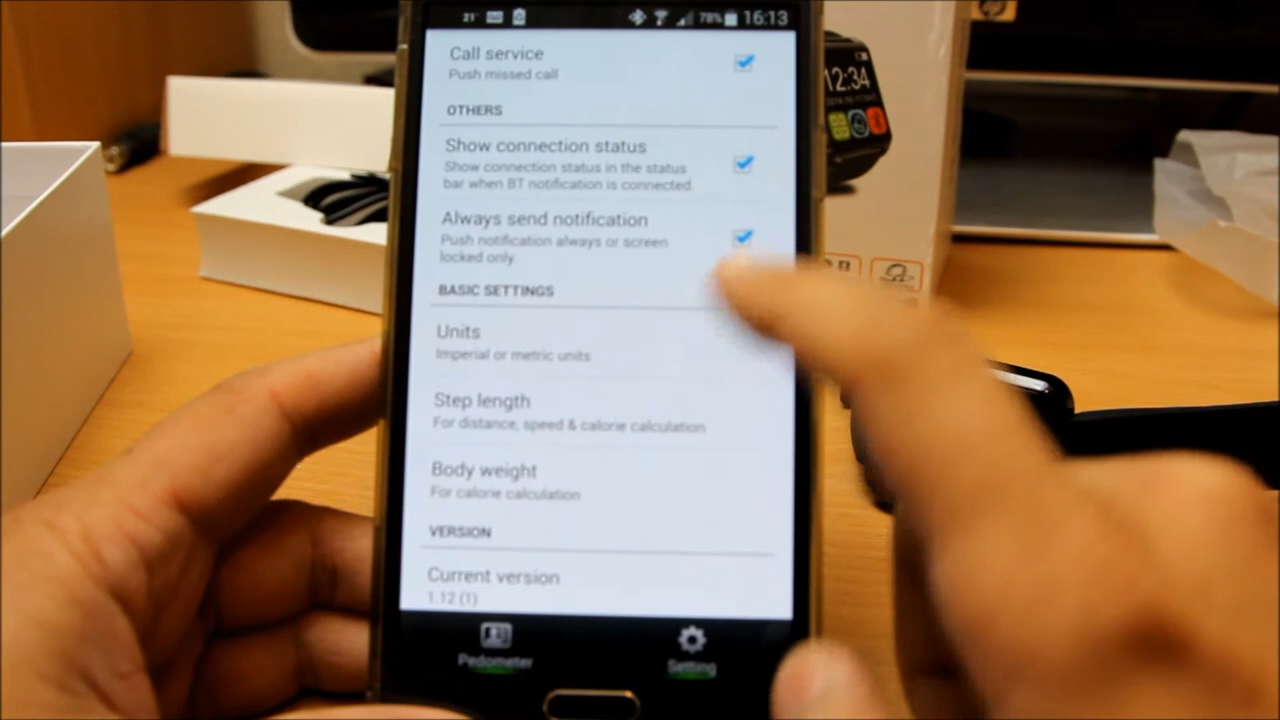 21°
78%
16:13
Call service
Push missed call
OTHERS
Show connection status
Show connection status in the status
bar when BT notification is connected.
Always send notification
Push notification always or screen
locked only
BASIC SETTINGS
Units
Imperial or metric units
Step length
For distance, speed & calorie calculation
Body weight
For calorie calculation
VERSION
Current version
1.12 (1)
Pedometer
Setting
12:34
hp